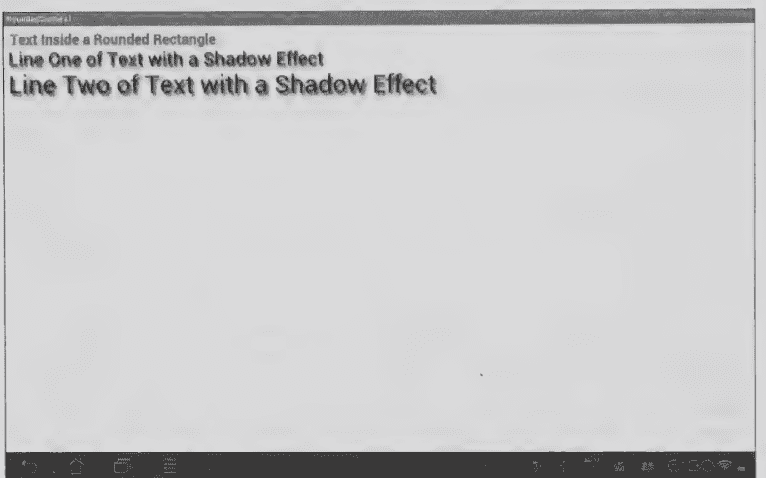 Text Inside a Rounded Rectangle
Line One of Text with a Shadow Effect
Line Two of Text with a Shadow Effect